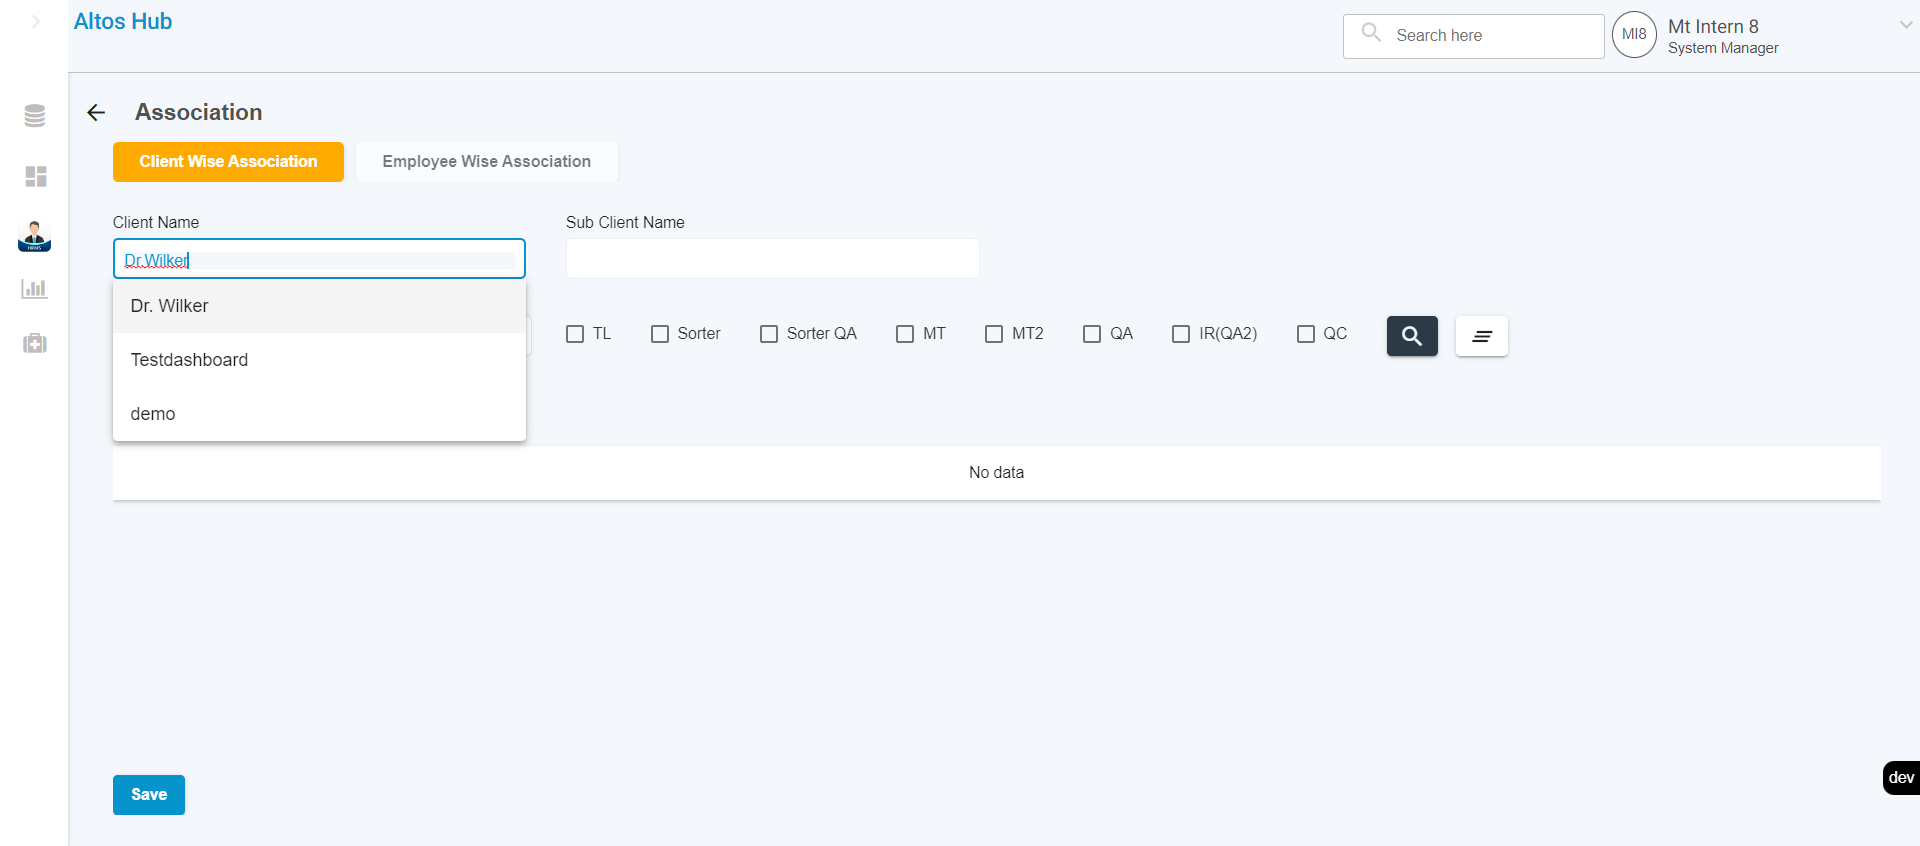 Altos Hub
Search here
MI8
Mt Intern 8
System Manager
Association
Client Wise Association
Employee Wise Association
Client Name
Sub Client Name
Dr.Wilker
Dr. Wilker
Testdashboard
demo
TL
Sorter
Sorter QA
MT
MT2
QA
IR(QA2)
QC
HRMS
No data
Save
dev